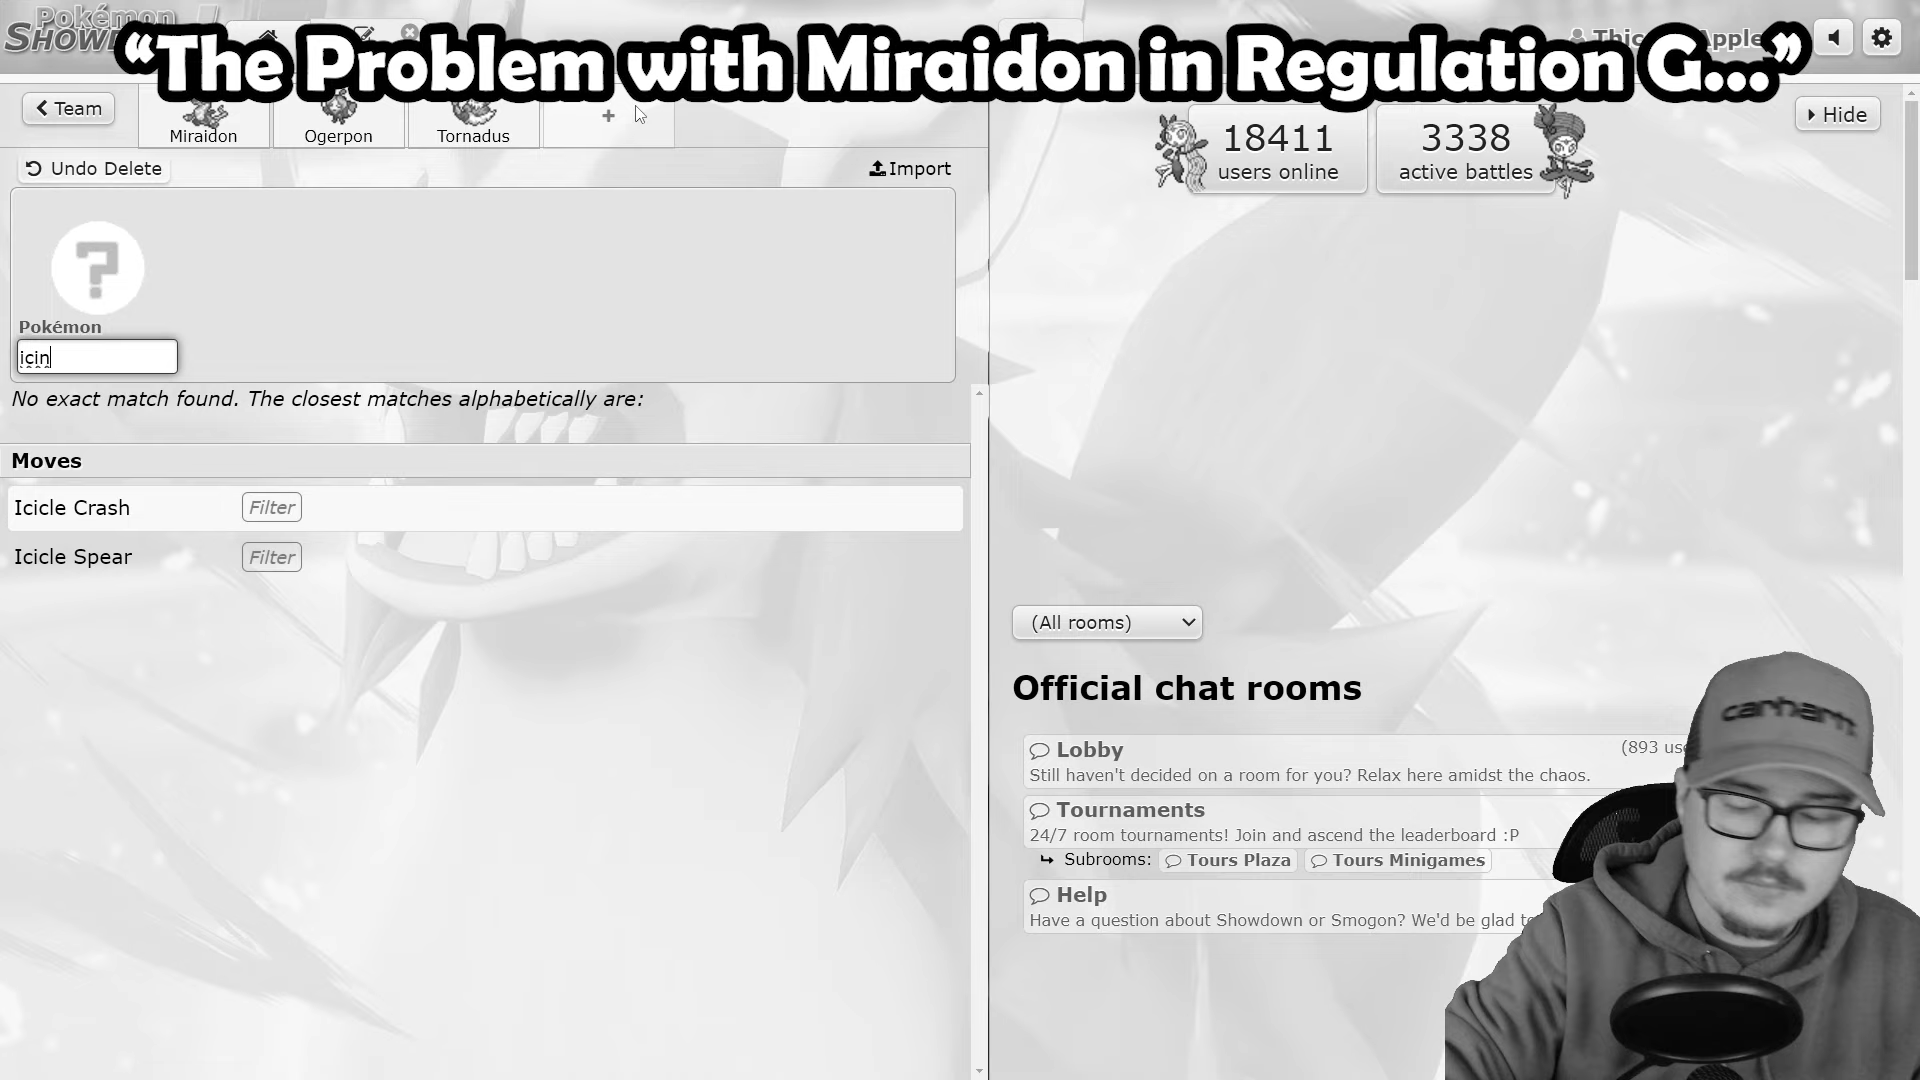 Pokémon
“The Problem with Miraidon in Regulation G...”
Team
Miraidon
Ogerpon
Tornadus
+
Hide
18411
users online
3338
active battles
Undo Delete
Import
?
Pokémon
icin
No exact match found. The closest matches alphabetically are:
Moves
Icicle Crash Filter
Icicle Spear Filter
(All rooms)
Official chat rooms
Lobby
(893
Still haven't decided on a room for you? Relax here amidst the chaos.
Tournaments
24/7 room tournaments! Join and ascend the leaderboard :P
Subrooms: Tours Plaza Tours Minigames
Help
Have a question about Showdown or Smogon? We'd be glad
carhartt